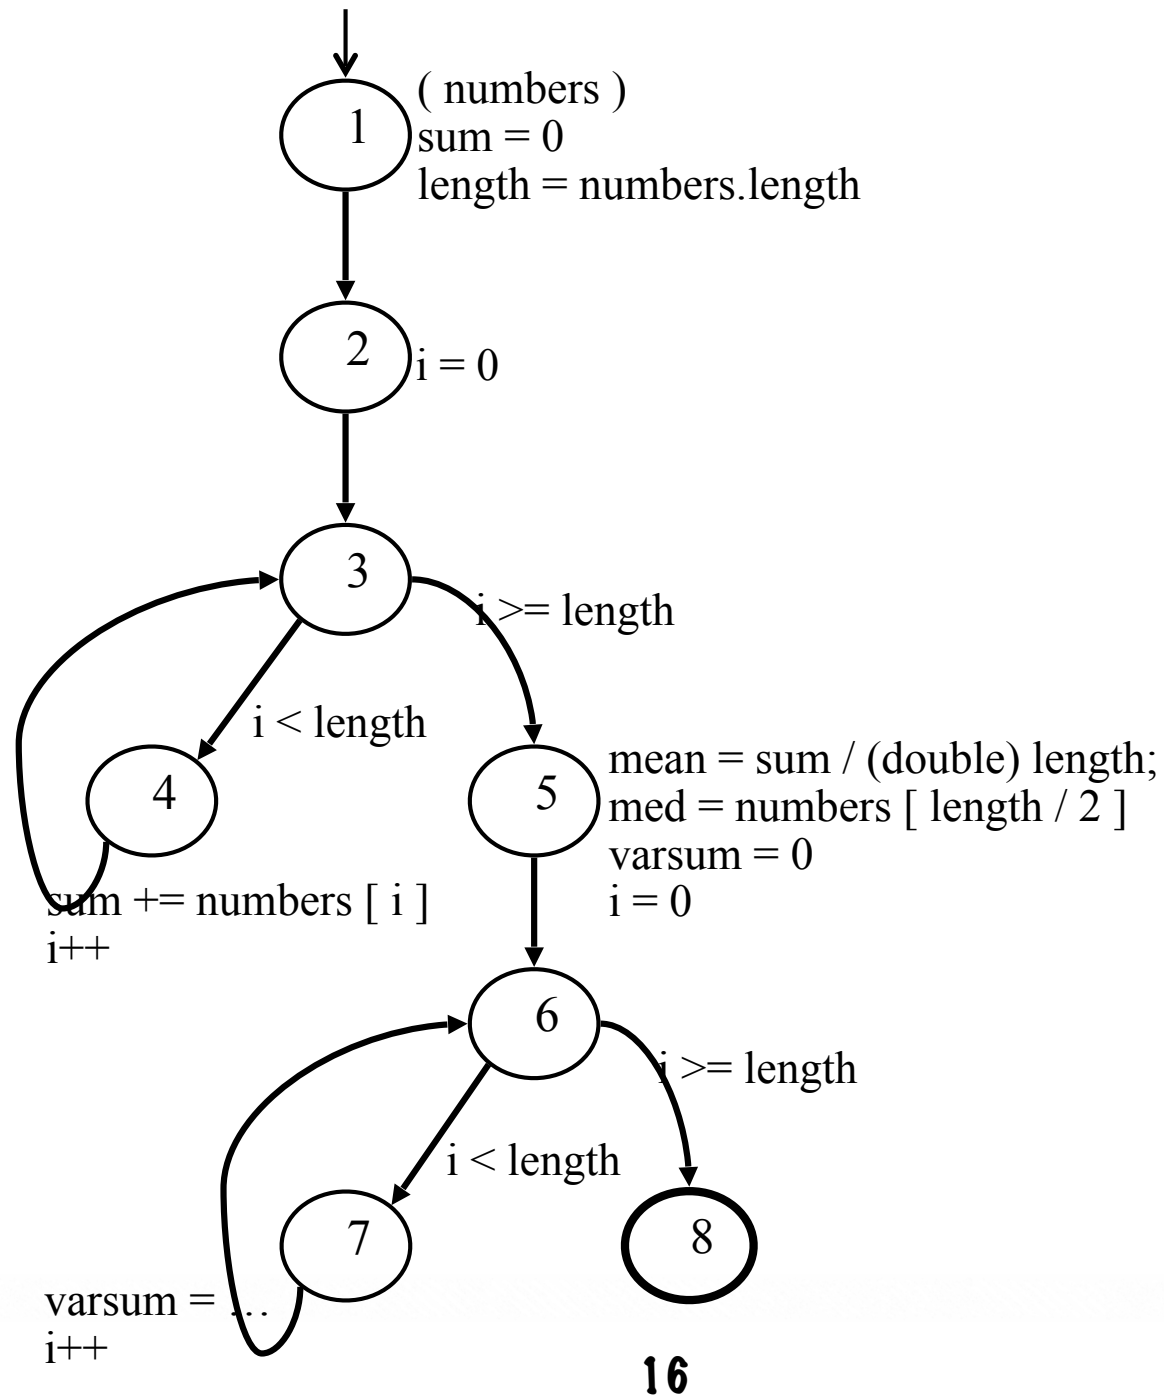 1
( numbers )
sum = 0
length = numbers.length
2
i = 0
3
i >= length
i < length
4
sum += numbers [ i ]
i++
5
mean = sum / (double) length;
med = numbers [ length / 2 ]
varsum = 0
i = 0
6
i >= length
i < length
7
varsum = ...
i++
8
16